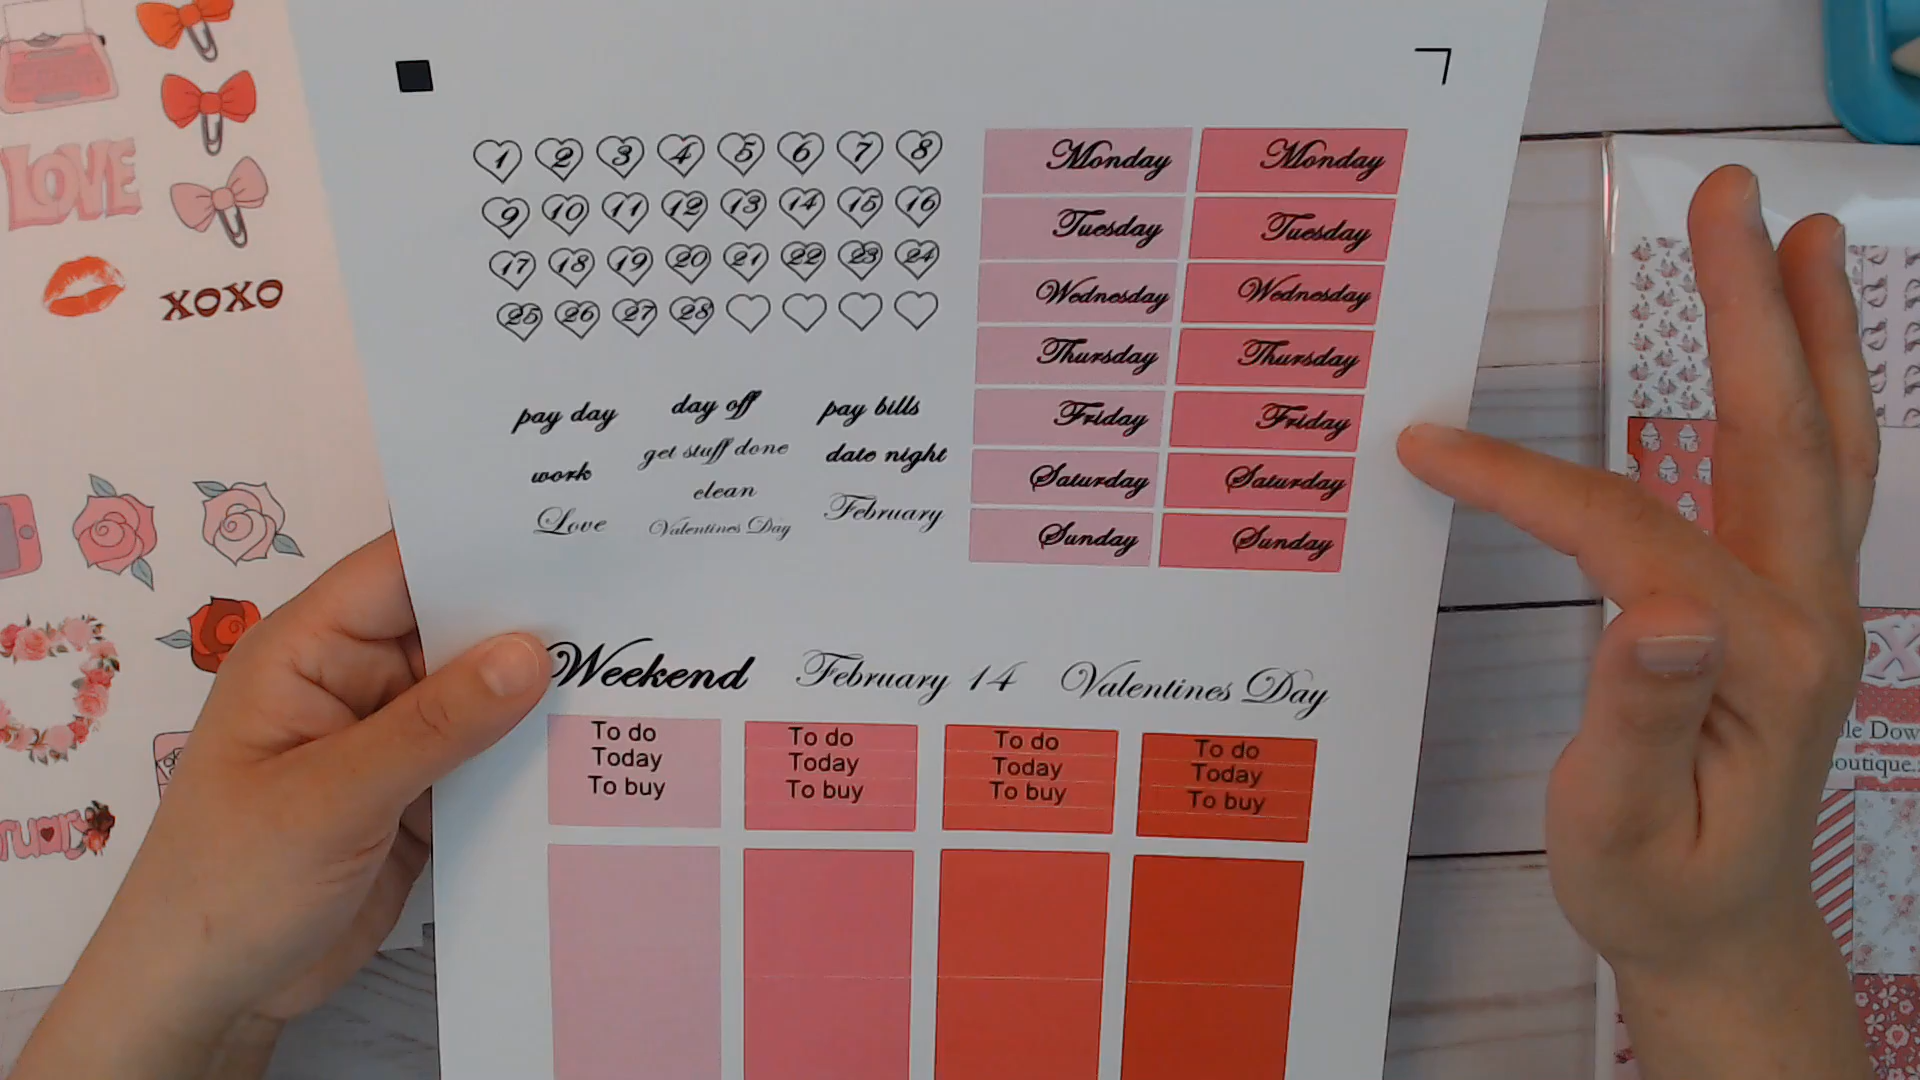 LOVE
XOXO
1 2 3 4 5 6 7 8
9 10 11 12 13 14 15 16
17 18 19 20 21 22 23 24
25 26 27 28
pay day
day off
pay bills
get stuff done
date night
work
clean
Love
Valentines Day
February
Monday Monday
Tuesday Tuesday
Wednesday Wednesday
Thursday Thursday
Friday Friday
Saturday Saturday
Sunday Sunday
Weekend February 14 Valentines Day
To do To do To do To do
Today Today Today Today
To buy To buy To buy To buy